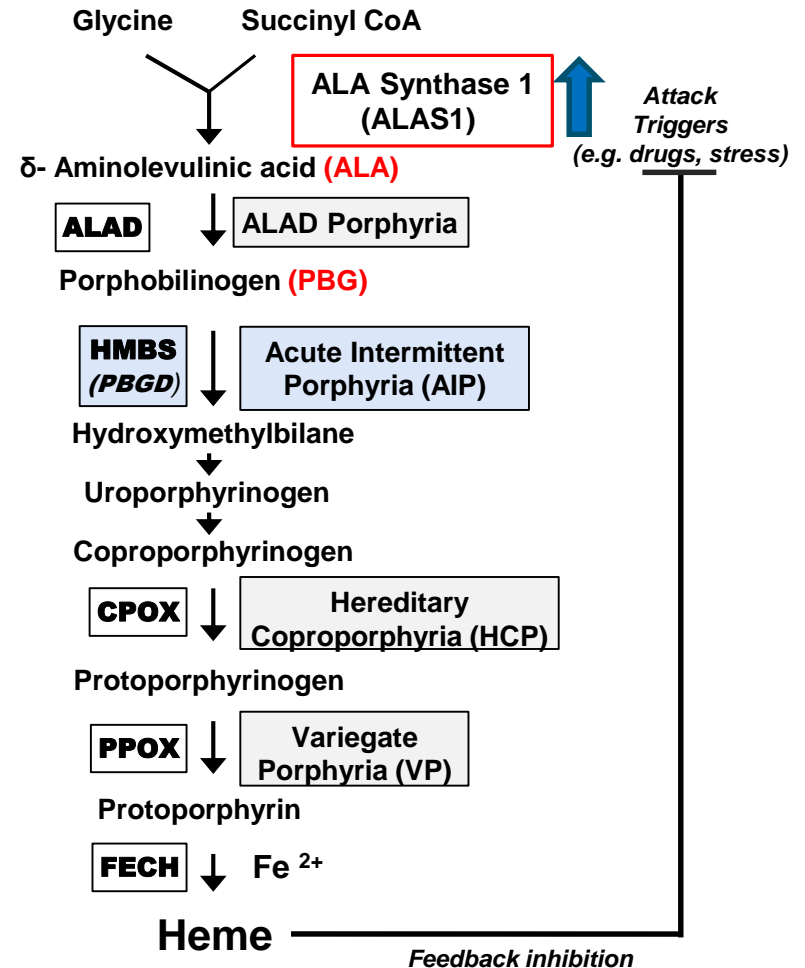 Glycine Succinyl CoA
ALA Synthase 1
(ALAS1)
Attack
Triggers
(e.g. drugs, stress)
δ- Aminolevulinic acid (ALA)
ALAD
ALAD Porphyria
Porphobilinogen (PBG)
HMBS
(PBGD)
Acute Intermittent
Porphyria (AIP)
Hydroxymethylbilane
Uroporphyrinogen
Coproporphyrinogen
CPOX
Hereditary
Coproporphyria (HCP)
Protoporphyrinogen
PPOX
Variegate
Porphyria (VP)
Protoporphyrin
FECH
Fe 2+
Heme
Feedback inhibition